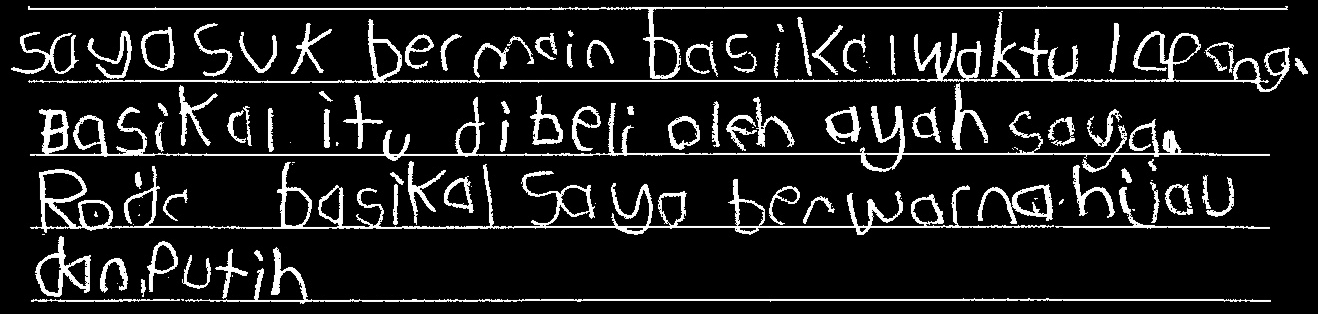 saya suk bermain basikal waktu lapang.
Basikal itu dibeli oleh ayah saya.
Roda basikal saya berwarna hijau
dan putih